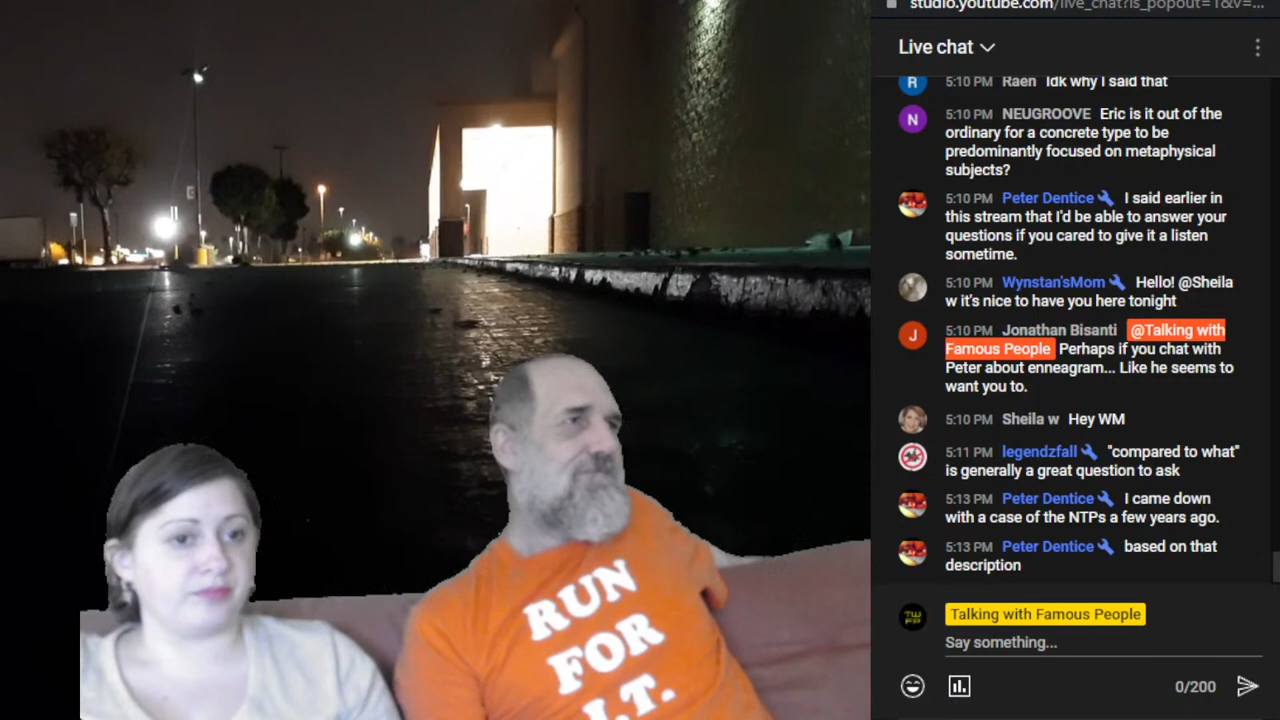 studio.youtube.com/live_chat?is_popout=1&v=...
Live chat
5:10 PM Raen Idk why I said that
N
5:10 PM NEUGROOVE Eric is it out of the
ordinary for a concrete type to be
predominantly focused on metaphysical
subjects?
5:10 PM Peter Dentice I said earlier in
this stream that I'd be able to answer your
questions if you cared to give it a listen
sometime.
5:10 PM Wynstan'sMom Hello! @Sheila
w it's nice to have you here tonight
J
5:10 PM Jonathan Bisanti @Talking with
Famous People Perhaps if you chat with
Peter about enneagram... Like he seems to
want you to.
5:10 PM Sheila w Hey WM
5:11 PM legendzfall "compared to what"
is generally a great question to ask
5:13 PM Peter Dentice I came down
with a case of the NTPs a few years ago.
5:13 PM Peter Dentice based on that
description
TW
FP
Talking with Famous People
Say something...
0/200
RUN
FOR
I.T.